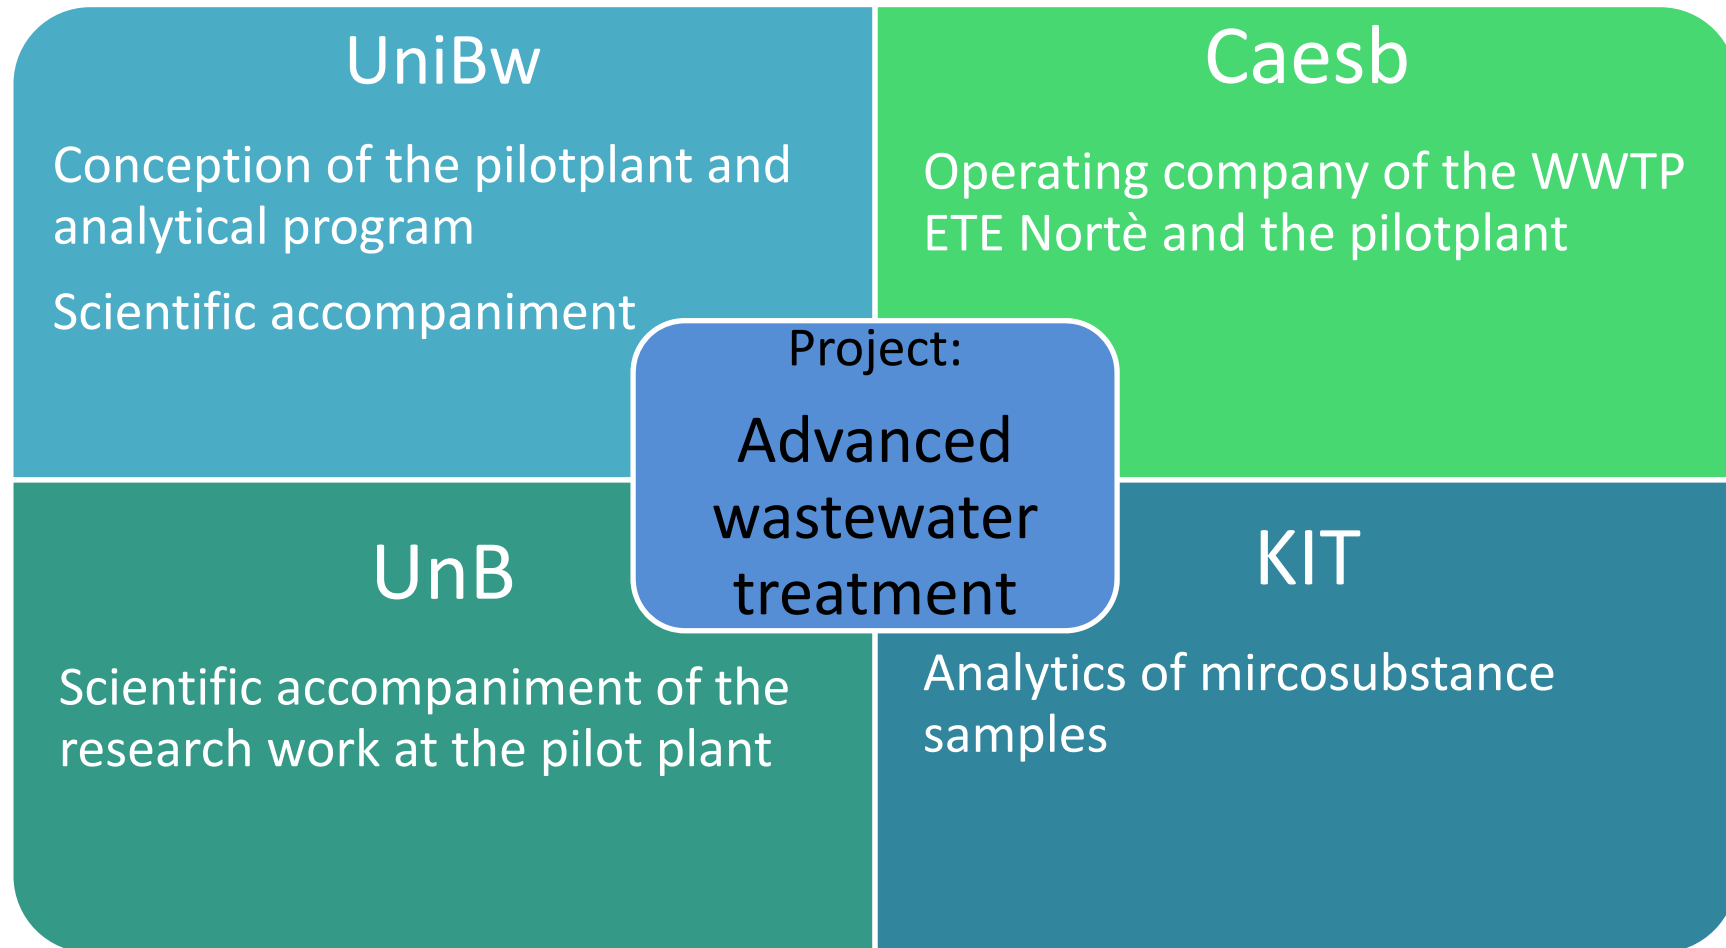 UniBw
Conception of the pilotplant and
analytical program
Scientific accompaniment
Caesb
Operating company of the WWTP
ETE Nortè and the pilotplant
Project:
Advanced
wastewater
treatment
UnB
Scientific accompaniment of the
research work at the pilot plant
KIT
Analytics of mircosubstance
samples